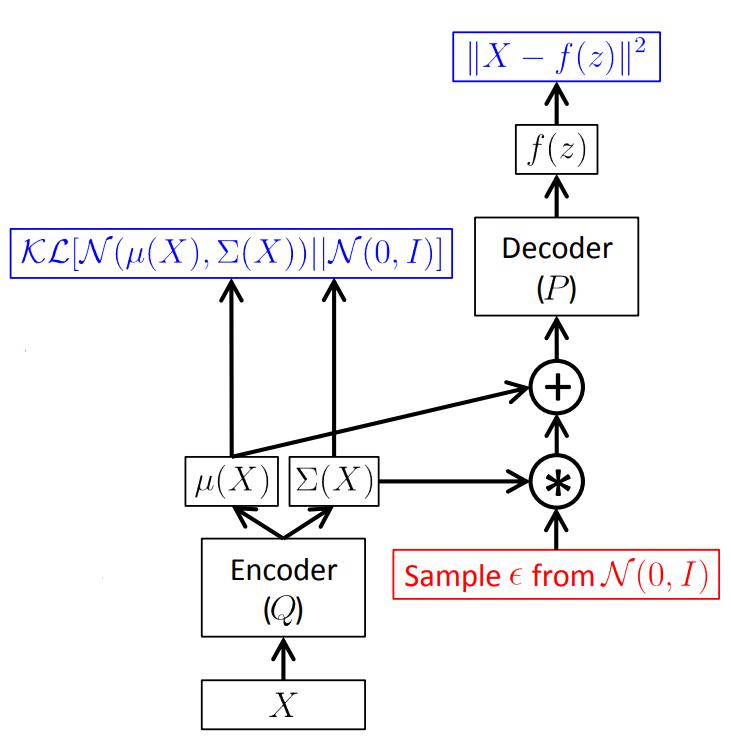 ‖X − f(z)‖²
f(z)
𝒦ℒ[𝒩(μ(X), Σ(X))||𝒩(0, I)]
Decoder
(P)
+
μ(X)
Σ(X)
*
Encoder
(Q)
Sample ϵ from 𝒩(0, I)
X